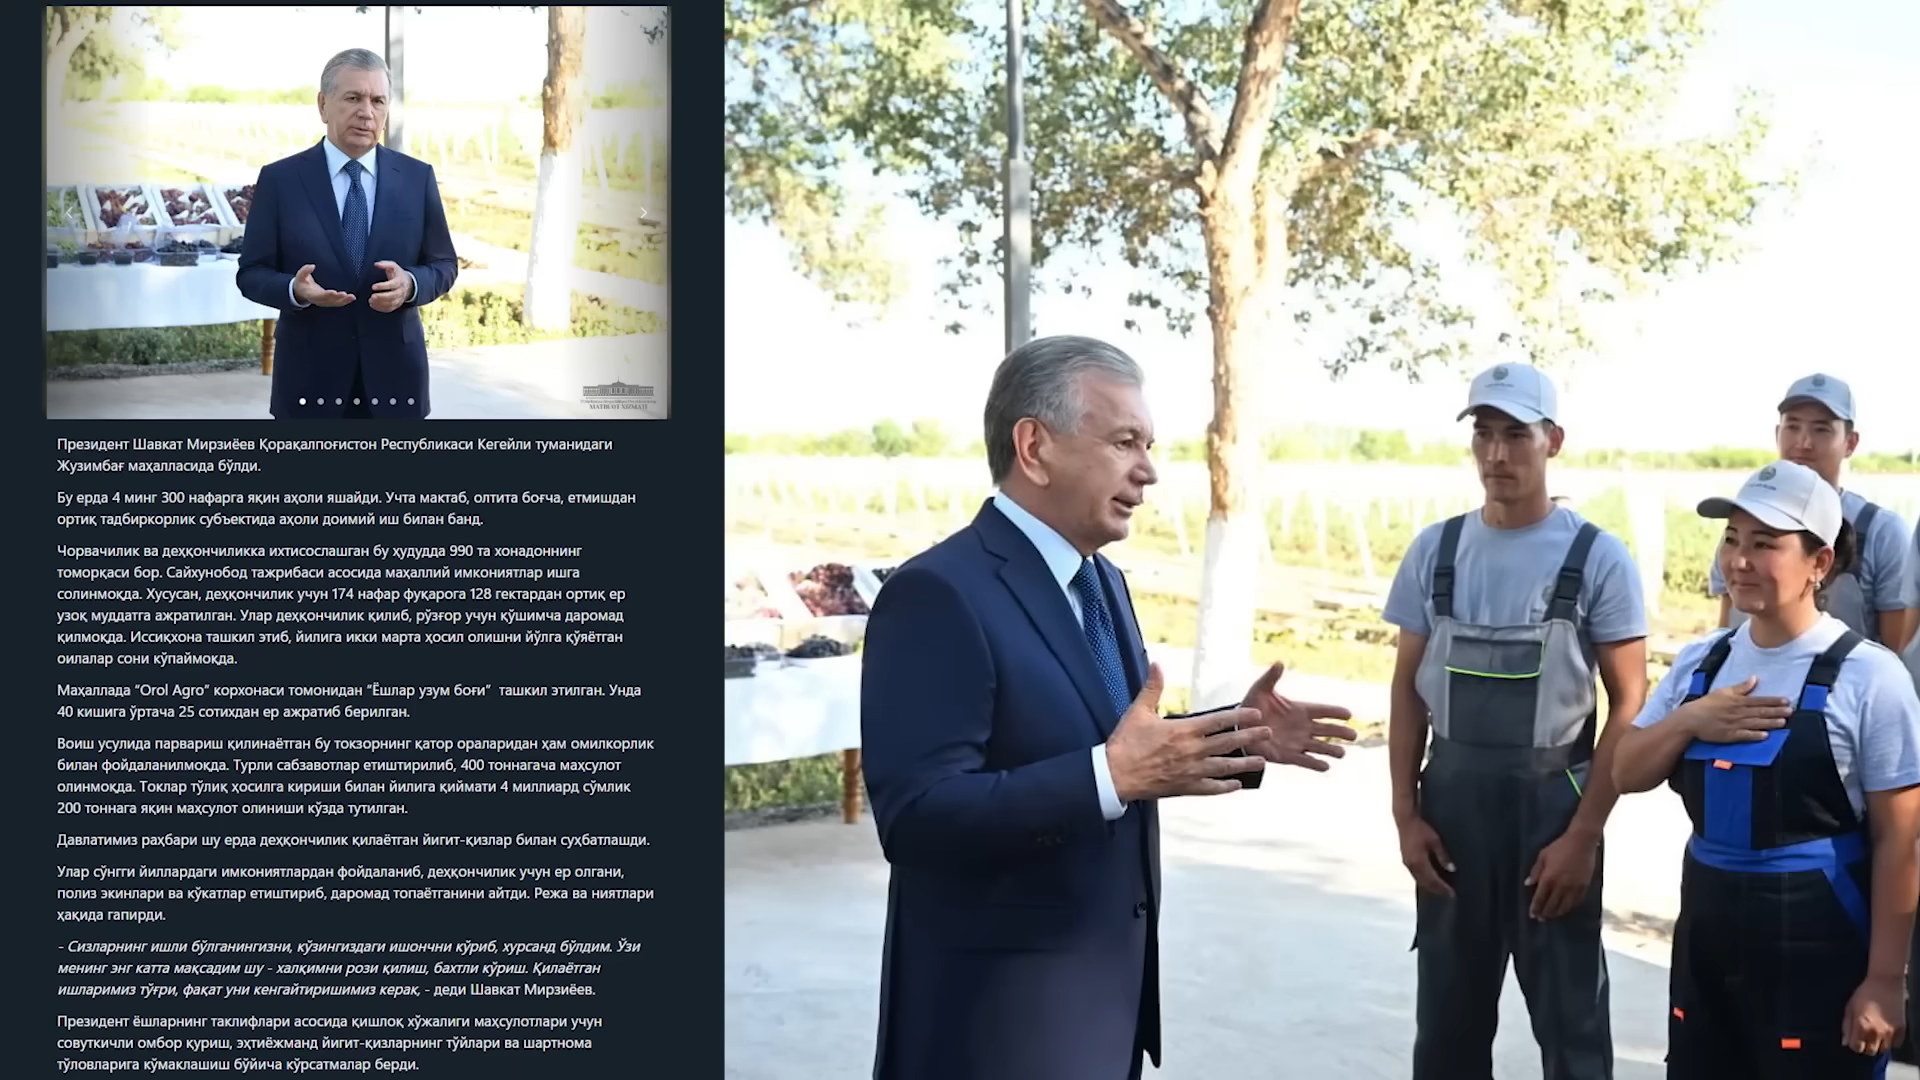 MATBUOT XIZMATI
Президент Шавкат Мирзиёев Қорақалпоғистон Республикаси Кегейли туманидаги
Жузимбағ маҳалласида бўлди.
Бу ерда 4 минг 300 нафарга яқин аҳоли яшайди. Учта мактаб, олтита боғча, етмишдан
ортиқ тадбиркорлик субъектида аҳоли доимий иш билан банд.
Чорвачилик ва деҳқончиликка ихтисослашган бу ҳудудда 990 та хонадоннинг
томорқаси бор. Сайхунобод тажрибаси асосида маҳаллий имкониятлар ишга
солинмоқда. Хусусан, деҳқончилик учун 174 нафар фуқарога 128 гектардан ортиқ ер
узоқ муддатга ажратилган. Улар деҳқончилик қилиб, рўзғор учун қўшимча даромад
қилмоқда. Иссиқхона ташкил этиб, йилига икки марта ҳосил олишни йўлга қўяётган
оилалар сони кўпаймоқда.
Маҳаллада “Orol Agro” корхонаси томонидан “Ёшлар узум боғи” ташкил этилган. Унда
40 кишига ўртача 25 сотихдан ер ажратиб берилган.
Воиш усулида парвариш қилинаётган бу токзорнинг қатор ораларидан ҳам омилкорлик
билан фойдаланилмоқда. Турли сабзавотлар етиштирилиб, 400 тоннагача маҳсулот
олинмоқда. Токлар тўлиқ ҳосилга кириши билан йилига қиймати 4 миллиард сўмлик
200 тоннага яқин маҳсулот олиниши кўзда тутилган.
Давлатимиз раҳбари шу ерда деҳқончилик қилаётган йигит-қизлар билан суҳбатлашди.
Улар сўнгги йиллардаги имкониятлардан фойдаланиб, деҳқончилик учун ер олгани,
полиз экинлари ва кўкатлар етиштириб, даромад топаётганини айтди. Режа ва ниятлари
ҳақида гапирди.
- Сизларнинг ишли бўлганингизни, кўзингиздаги ишончни кўриб, хурсанд бўлдим. Ўзи
менинг энг катта мақсадим шу - халқимни рози қилиш, бахтли кўриш. Қилаётган
ишларимиз тўғри, фақат уни кенгайтиришимиз керак, - деди Шавкат Мирзиёев.
Президент ёшларнинг таклифлари асосида қишлоқ хўжалиги маҳсулотлари учун
совуткичли омбор қуриш, эҳтиёжманд йигит-қизларнинг тўйлари ва шартнома
тўловларига кўмаклашиш бўйича кўрсатмалар берди.